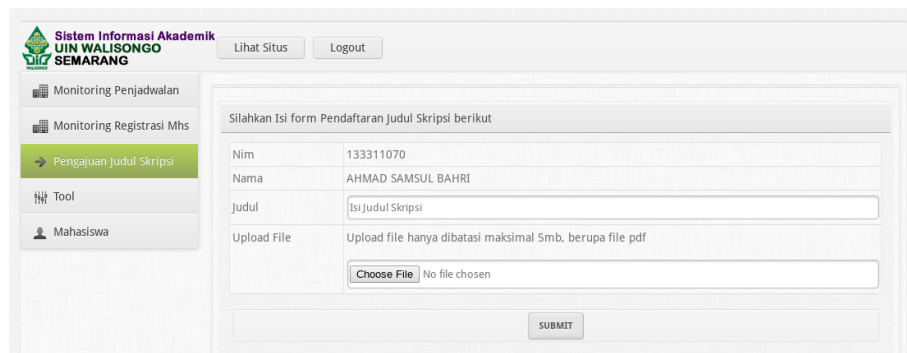 Sistem Informasi Akademik
UIN WALISONGO
SEMARANG
WALISONGO
Lihat Situs Logout
Monitoring Penjadwalan
Monitoring Registrasi Mhs
Pengajuan Judul Skripsi
Tool
Mahasiswa
Silahkan Isi form Pendaftaran Judul Skripsi berikut
Nim 133311070
Nama AHMAD SAMSUL BAHRI
Judul Isi Judul Skripsi
Upload File Upload file hanya dibatasi maksimal 5mb, berupa file pdf
Choose File No file chosen
SUBMIT